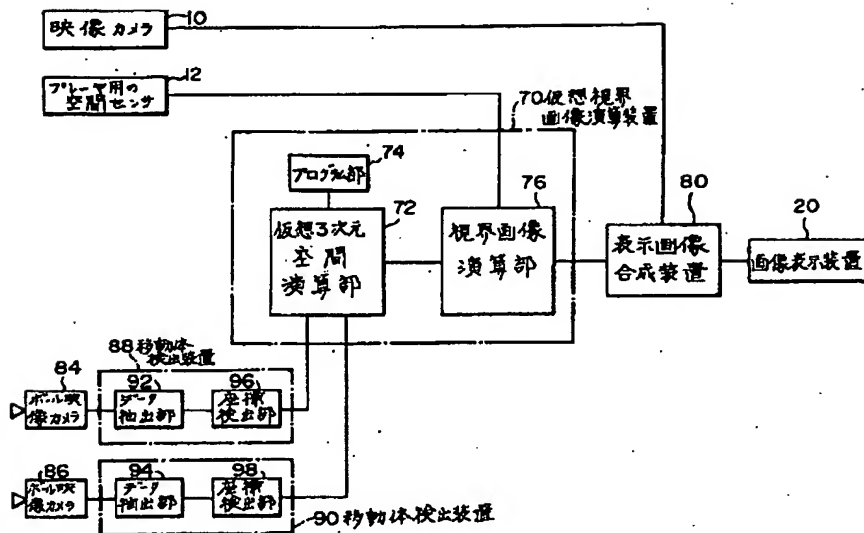 10
映像カメラ
12
プレーヤ用の
空間センサ
70 仮想視界
画像演算装置
74
プログラム部
72
仮想3次元
空間
演算部
76
視界画像
演算部
80
表示画像
合成装置
20
画像表示装置
88 移動体
検出装置
84
ボール映
像カメラ
92
データ
抽出部
96
座標
検出部
86
ボール映
像カメラ
94
データ
抽出部
98
座標
検出部
90 移動体検出装置